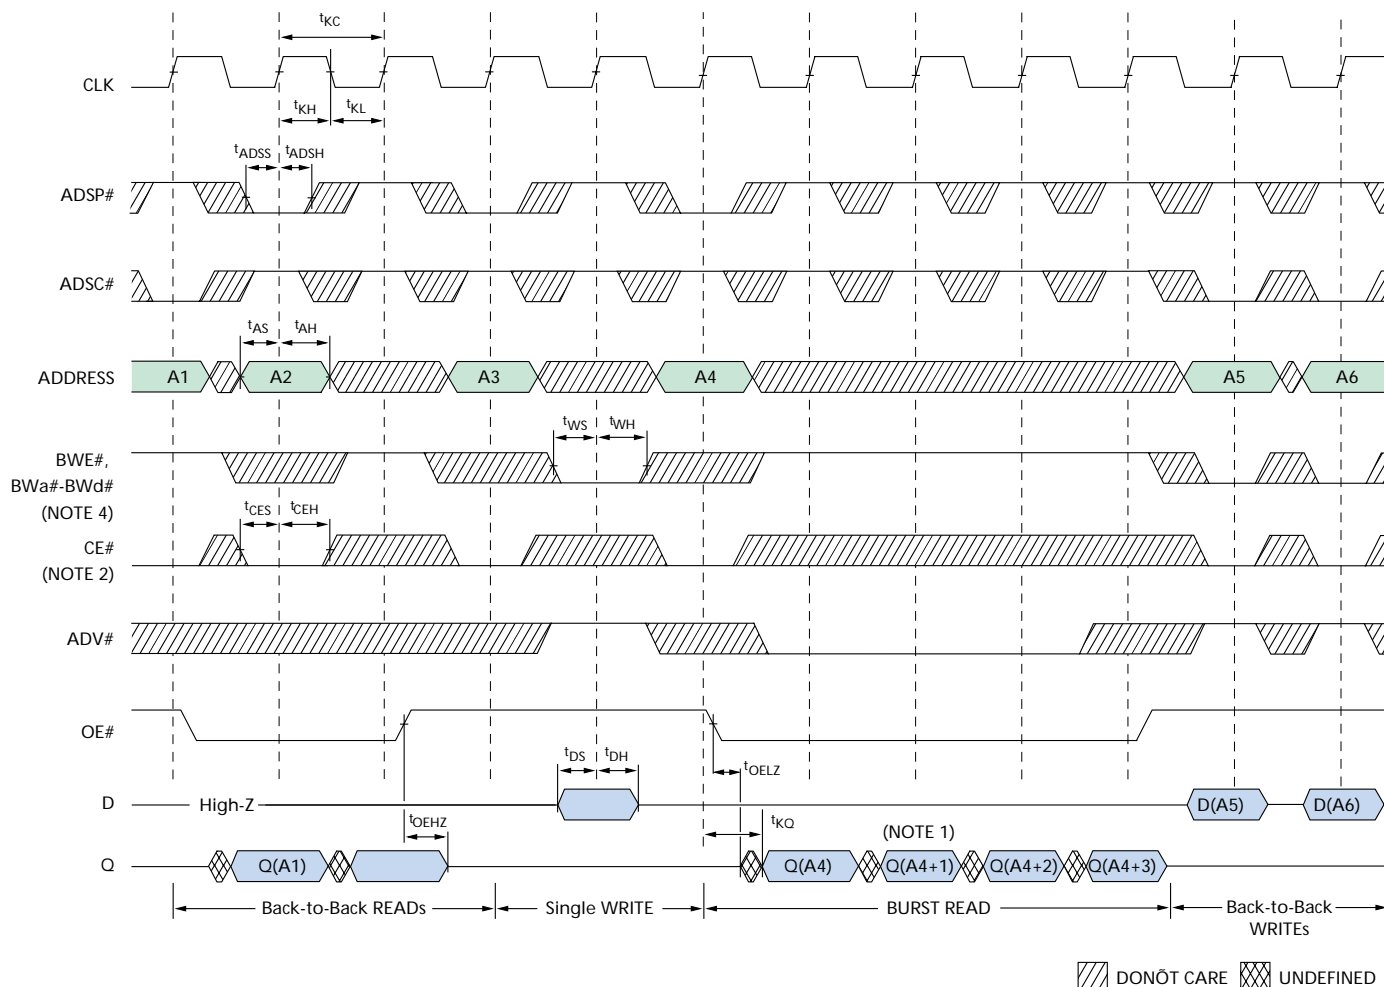 tKC
CLK
tKH
tKL
tADSS
tADSH
ADSP#
ADSC#
tAS
tAH
ADDRESS
A1
A2
A3
A4
A5
A6
tWS
tWH
BWE#,
BWa#-BWd#
(NOTE 4)
tCES
tCEH
CE#
(NOTE 2)
ADV#
OE#
tDS
tDH
tOELZ
D
High-Z
D(A5)
D(A6)
tOEHZ
tKQ
(NOTE 1)
Q
Q(A1)
Q(A4)
Q(A4+1)
Q(A4+2)
Q(A4+3)
Back-to-Back READs
Single WRITE
BURST READ
Back-to-Back
WRITEs
DONÕT CARE
UNDEFINED